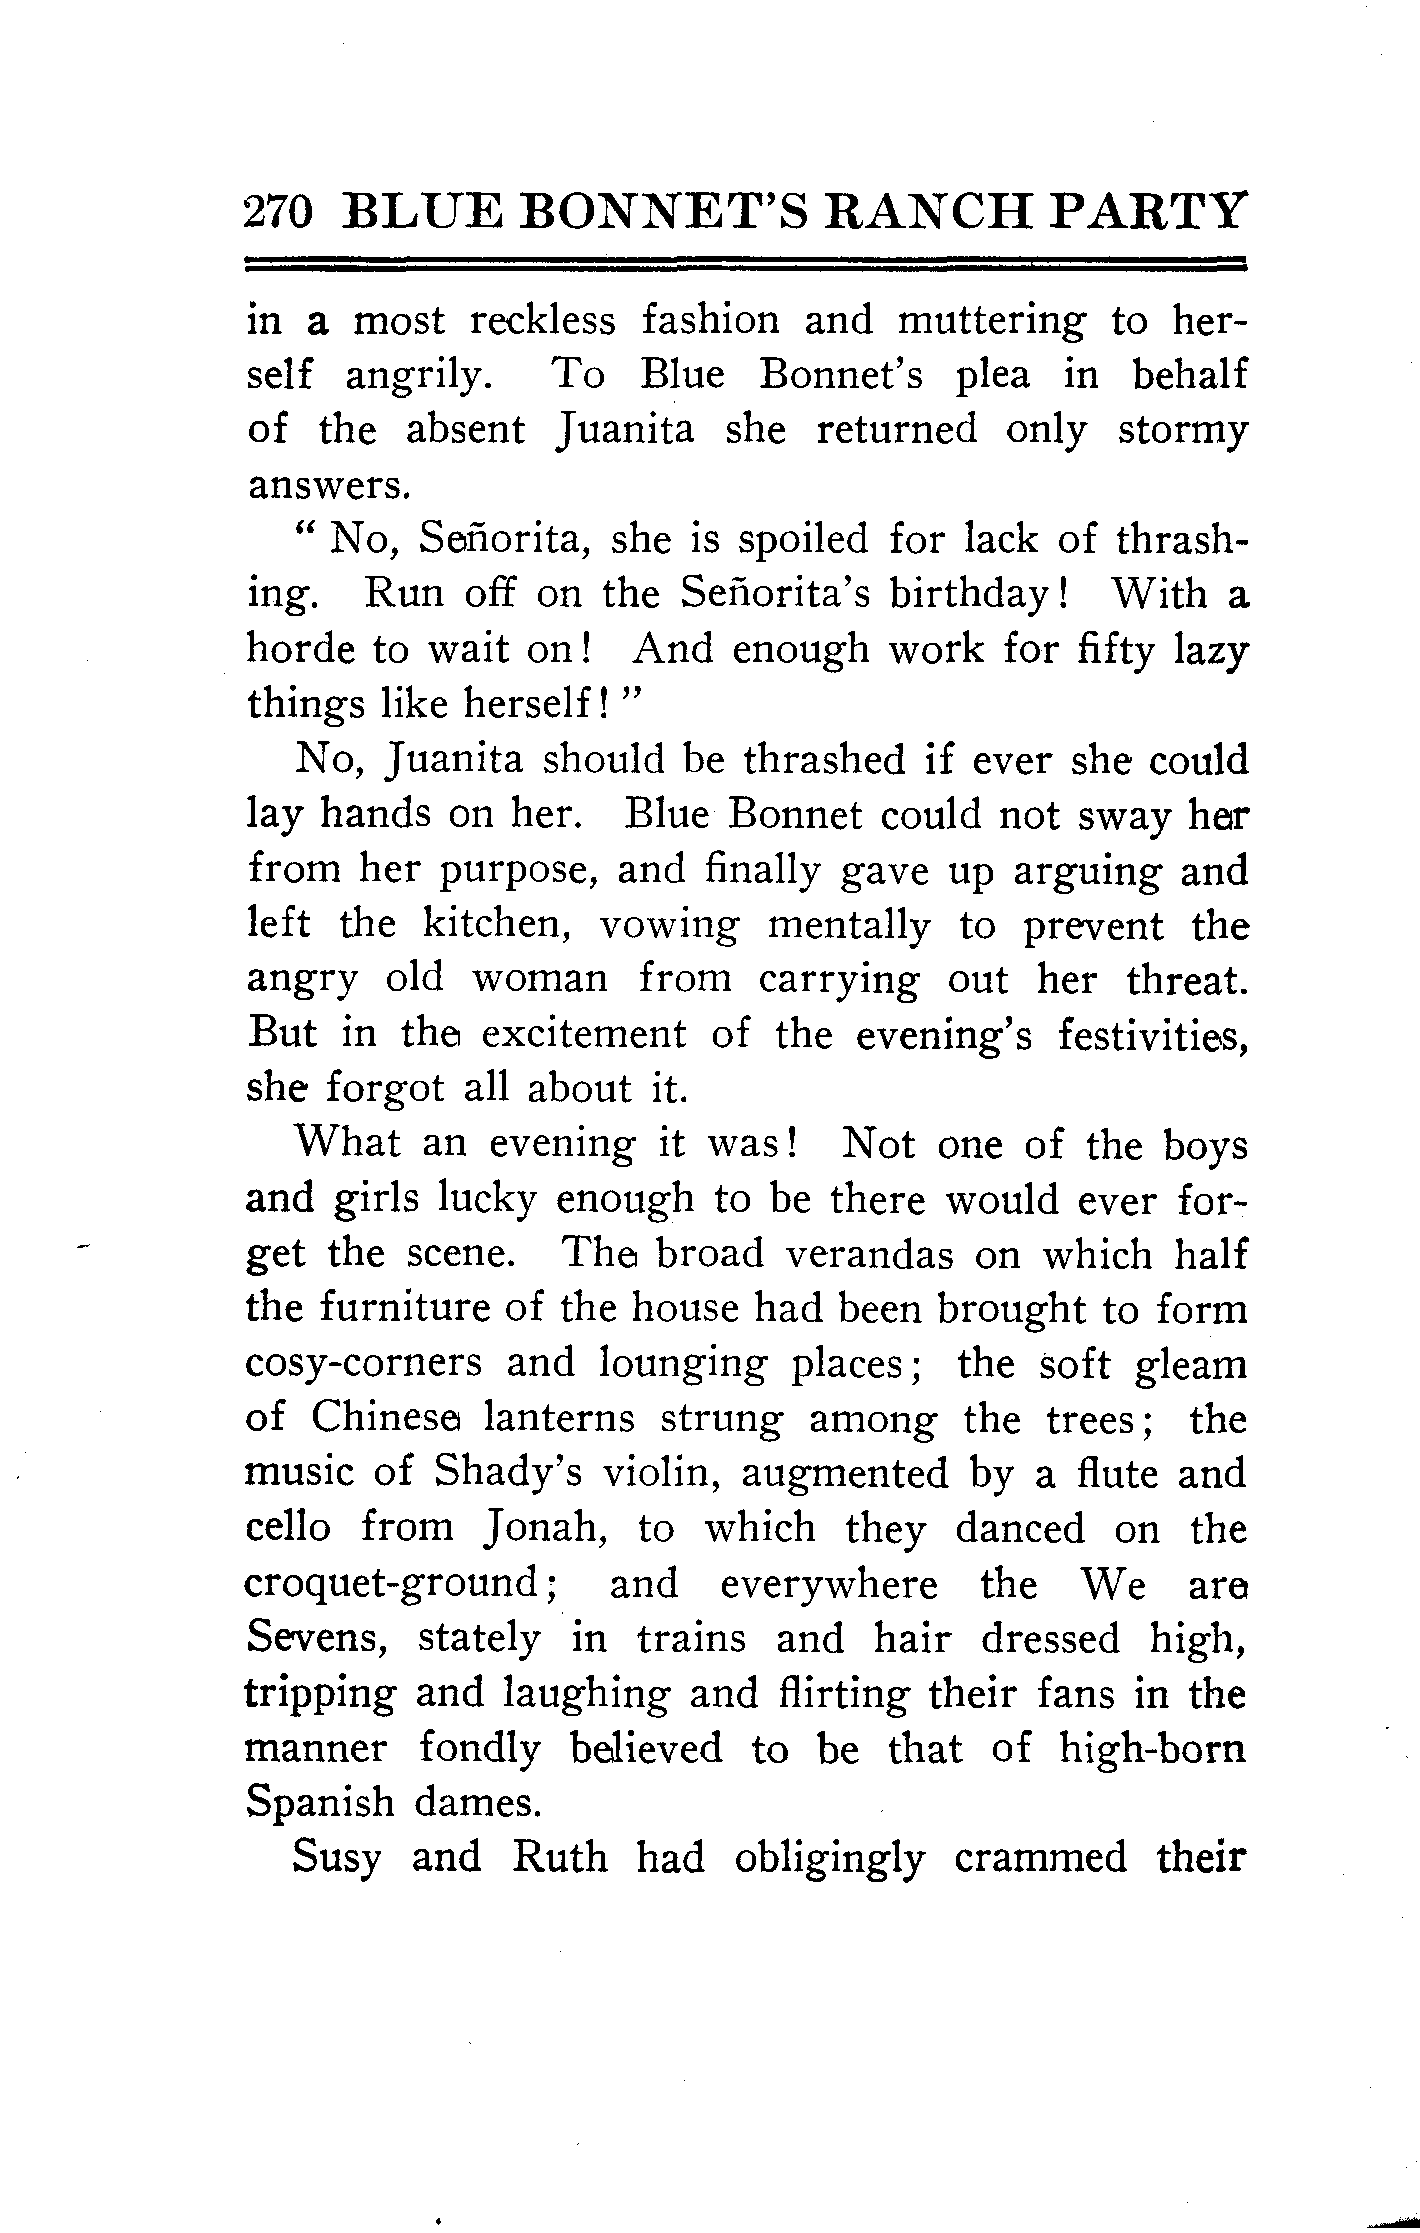 270 BLUE BONNET'S RANCH PARTY
in a most reckless fashion and muttering to her-
self angrily. To Blue Bonnet's plea in behalf
of the absent Juanita she returned only stormy
answers.
" No, Señorita, she is spoiled for lack of thrash-
ing. Run off on the Señorita's birthday! With a
horde to wait on! And enough work for fifty lazy
things like herself! "
No, Juanita should be thrashed if ever she could
lay hands on her. Blue Bonnet could not sway her
from her purpose, and finally gave up arguing and
left the kitchen, vowing mentally to prevent the
angry old woman from carrying out her threat.
But in the excitement of the evening's festivities,
she forgot all about it.
What an evening it was! Not one of the boys
and girls lucky enough to be there would ever for-
get the scene. The broad verandas on which half
the furniture of the house had been brought to form
cosy-corners and lounging places; the soft gleam
of Chinese lanterns strung among the trees; the
music of Shady's violin, augmented by a flute and
cello from Jonah, to which they danced on the
croquet-ground; and everywhere the We are
Sevens, stately in trains and hair dressed high,
tripping and laughing and flirting their fans in the
manner fondly believed to be that of high-born
Spanish dames.
Susy and Ruth had obligingly crammed their